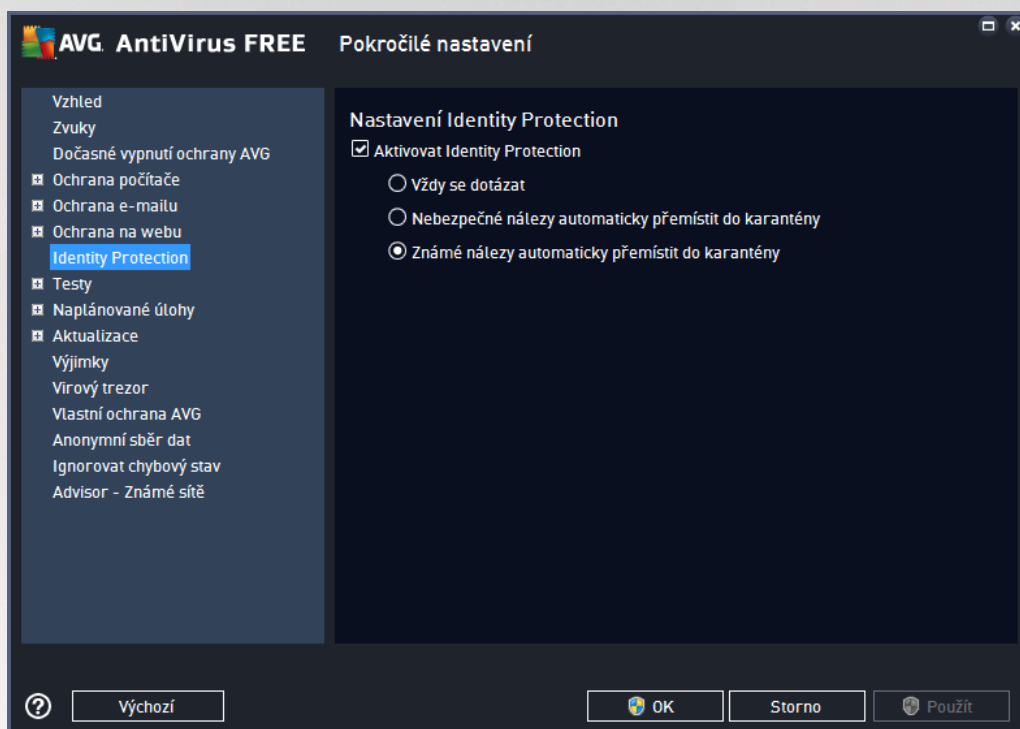 AVG. AntiVirus FREE
Pokročilé nastavení
Vzhled
Zvuky
Dočasné vypnutí ochrany AVG
Ochrana počítače
Ochrana e-mailu
Ochrana na webu
Identity Protection
Testy
Naplánované úlohy
Aktualizace
Výjimky
Virový trezor
Vlastní ochrana AVG
Anonymní sběr dat
Ignorovat chybový stav
Advisor - Známé sítě
Nastavení Identity Protection
Aktivovat Identity Protection
Vždy se dotázat
Nebezpečné nálezy automaticky přemístit do karantény
Známé nálezy automaticky přemístit do karantény
Výchozí
OK
Storno
Použít